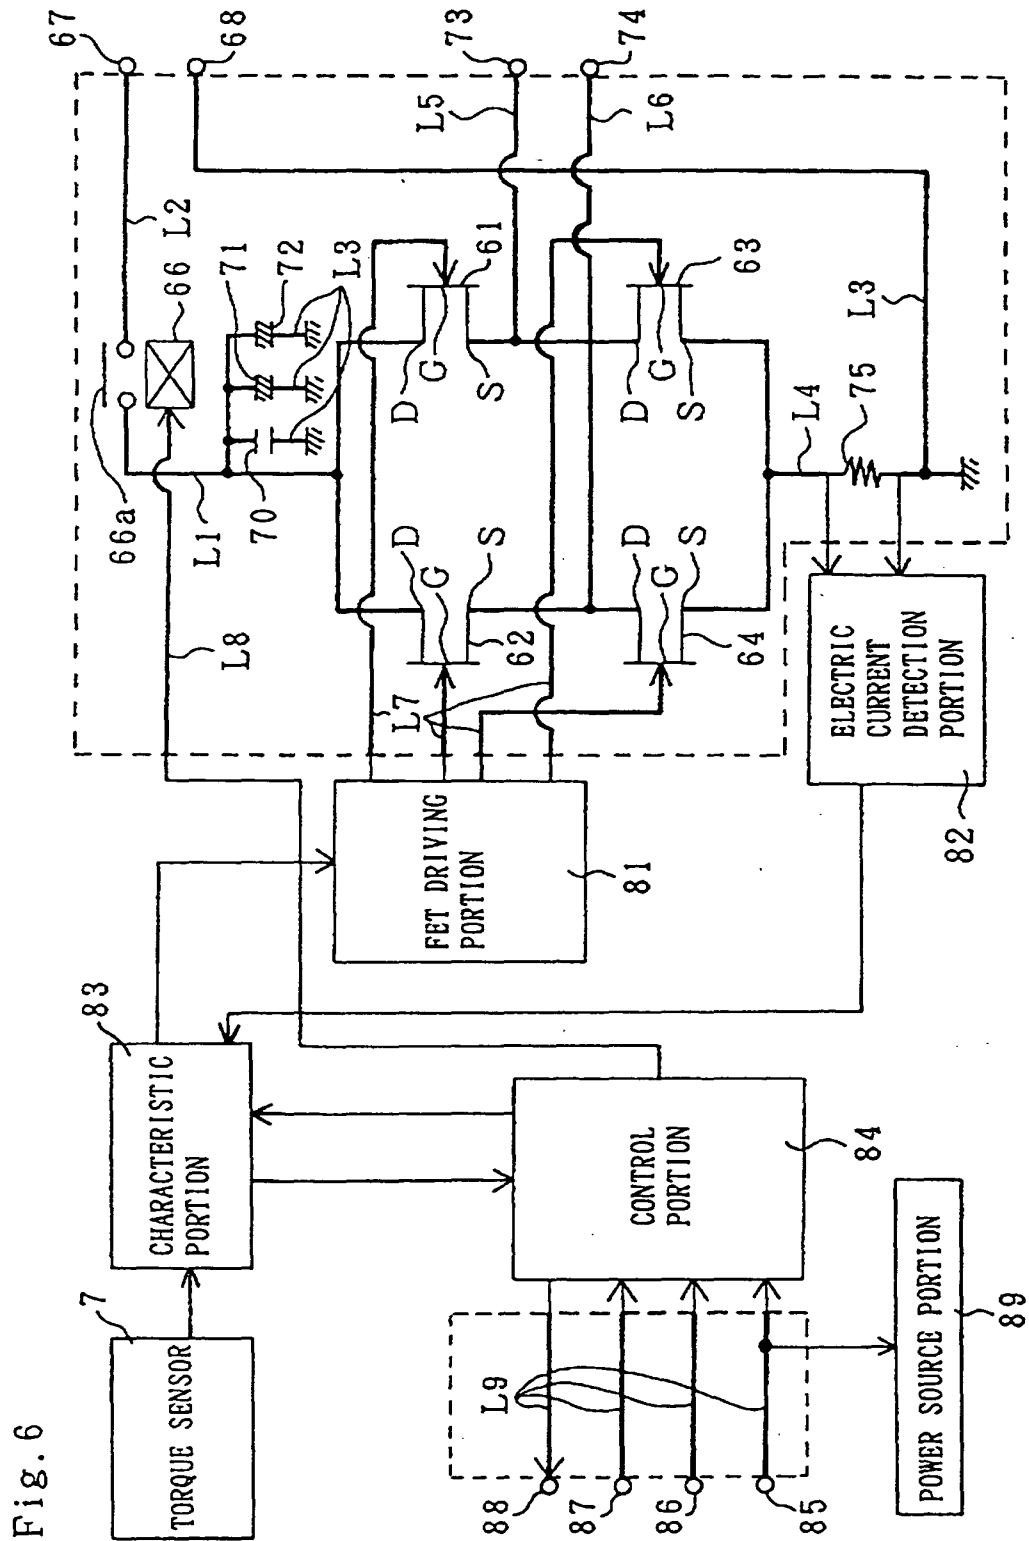 Fig. 6
7
TORQUE SENSOR
83
CHARACTERISTIC
PORTION
84
CONTROL
PORTION
L9
88
87
86
85
89
POWER SOURCE PORTION
81
FET DRIVING
PORTION
82
ELECTRIC
CURRENT
DETECTION
PORTION
L8
L7
66a
L1
70
66
71
72
L2
L3
67
68
73
74
L5
L6
D
G
S
62
D
G
S
61
D
G
S
64
D
G
S
63
L4
75
L3